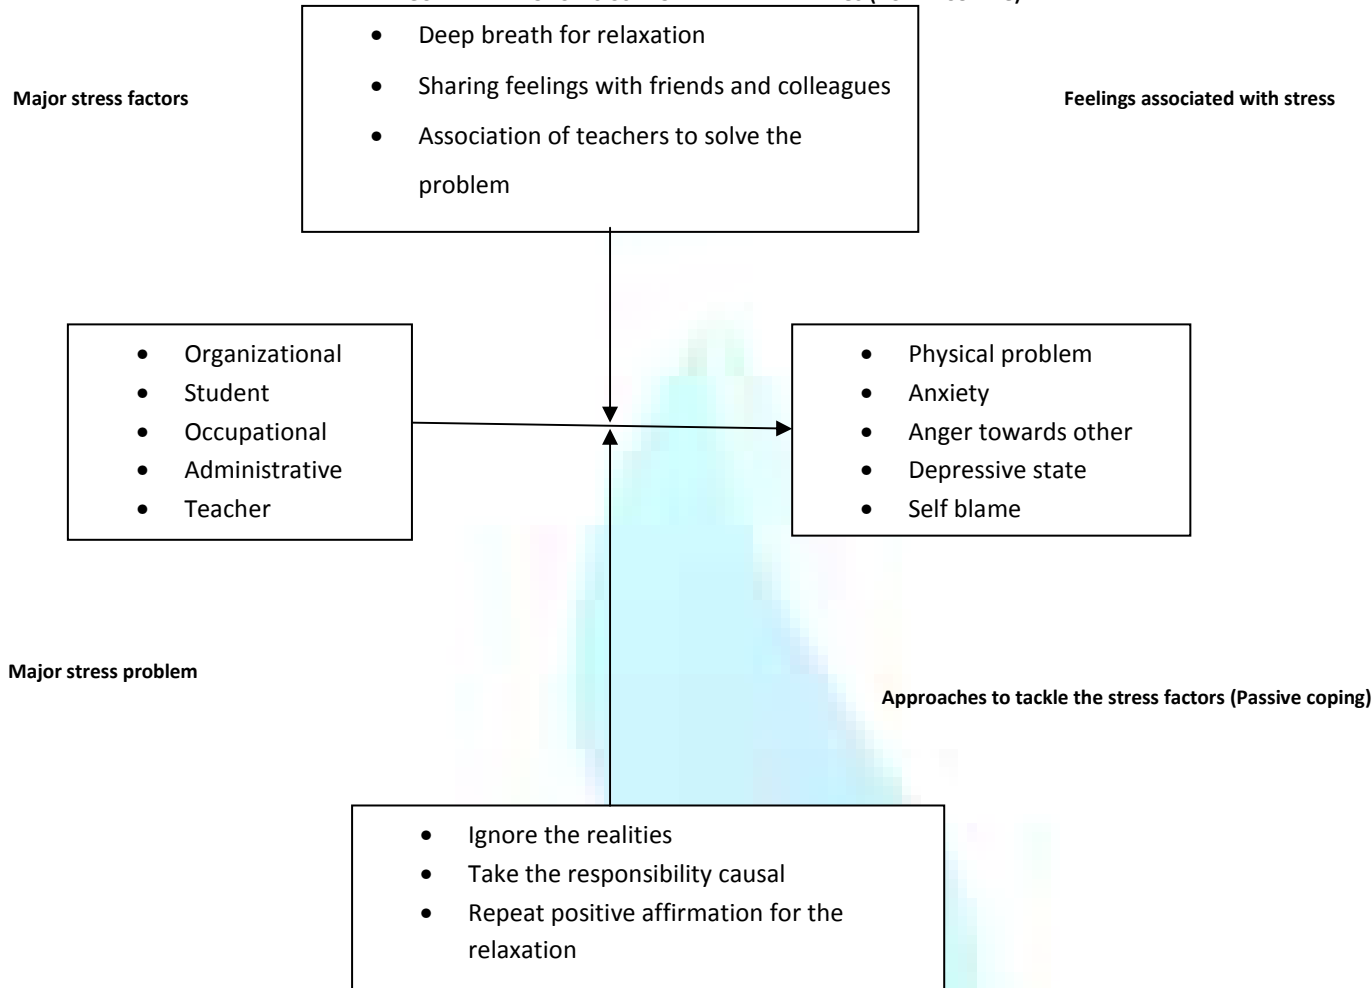 • Deep breath for relaxation
• Sharing feelings with friends and colleagues
• Association of teachers to solve the
problem
Major stress factors
Feelings associated with stress
• Organizational
• Student
• Occupational
• Administrative
• Teacher
• Physical problem
• Anxiety
• Anger towards other
• Depressive state
• Self blame
Major stress problem
Approaches to tackle the stress factors (Passive coping)
• Ignore the realities
• Take the responsibility causal
• Repeat positive affirmation for the
relaxation